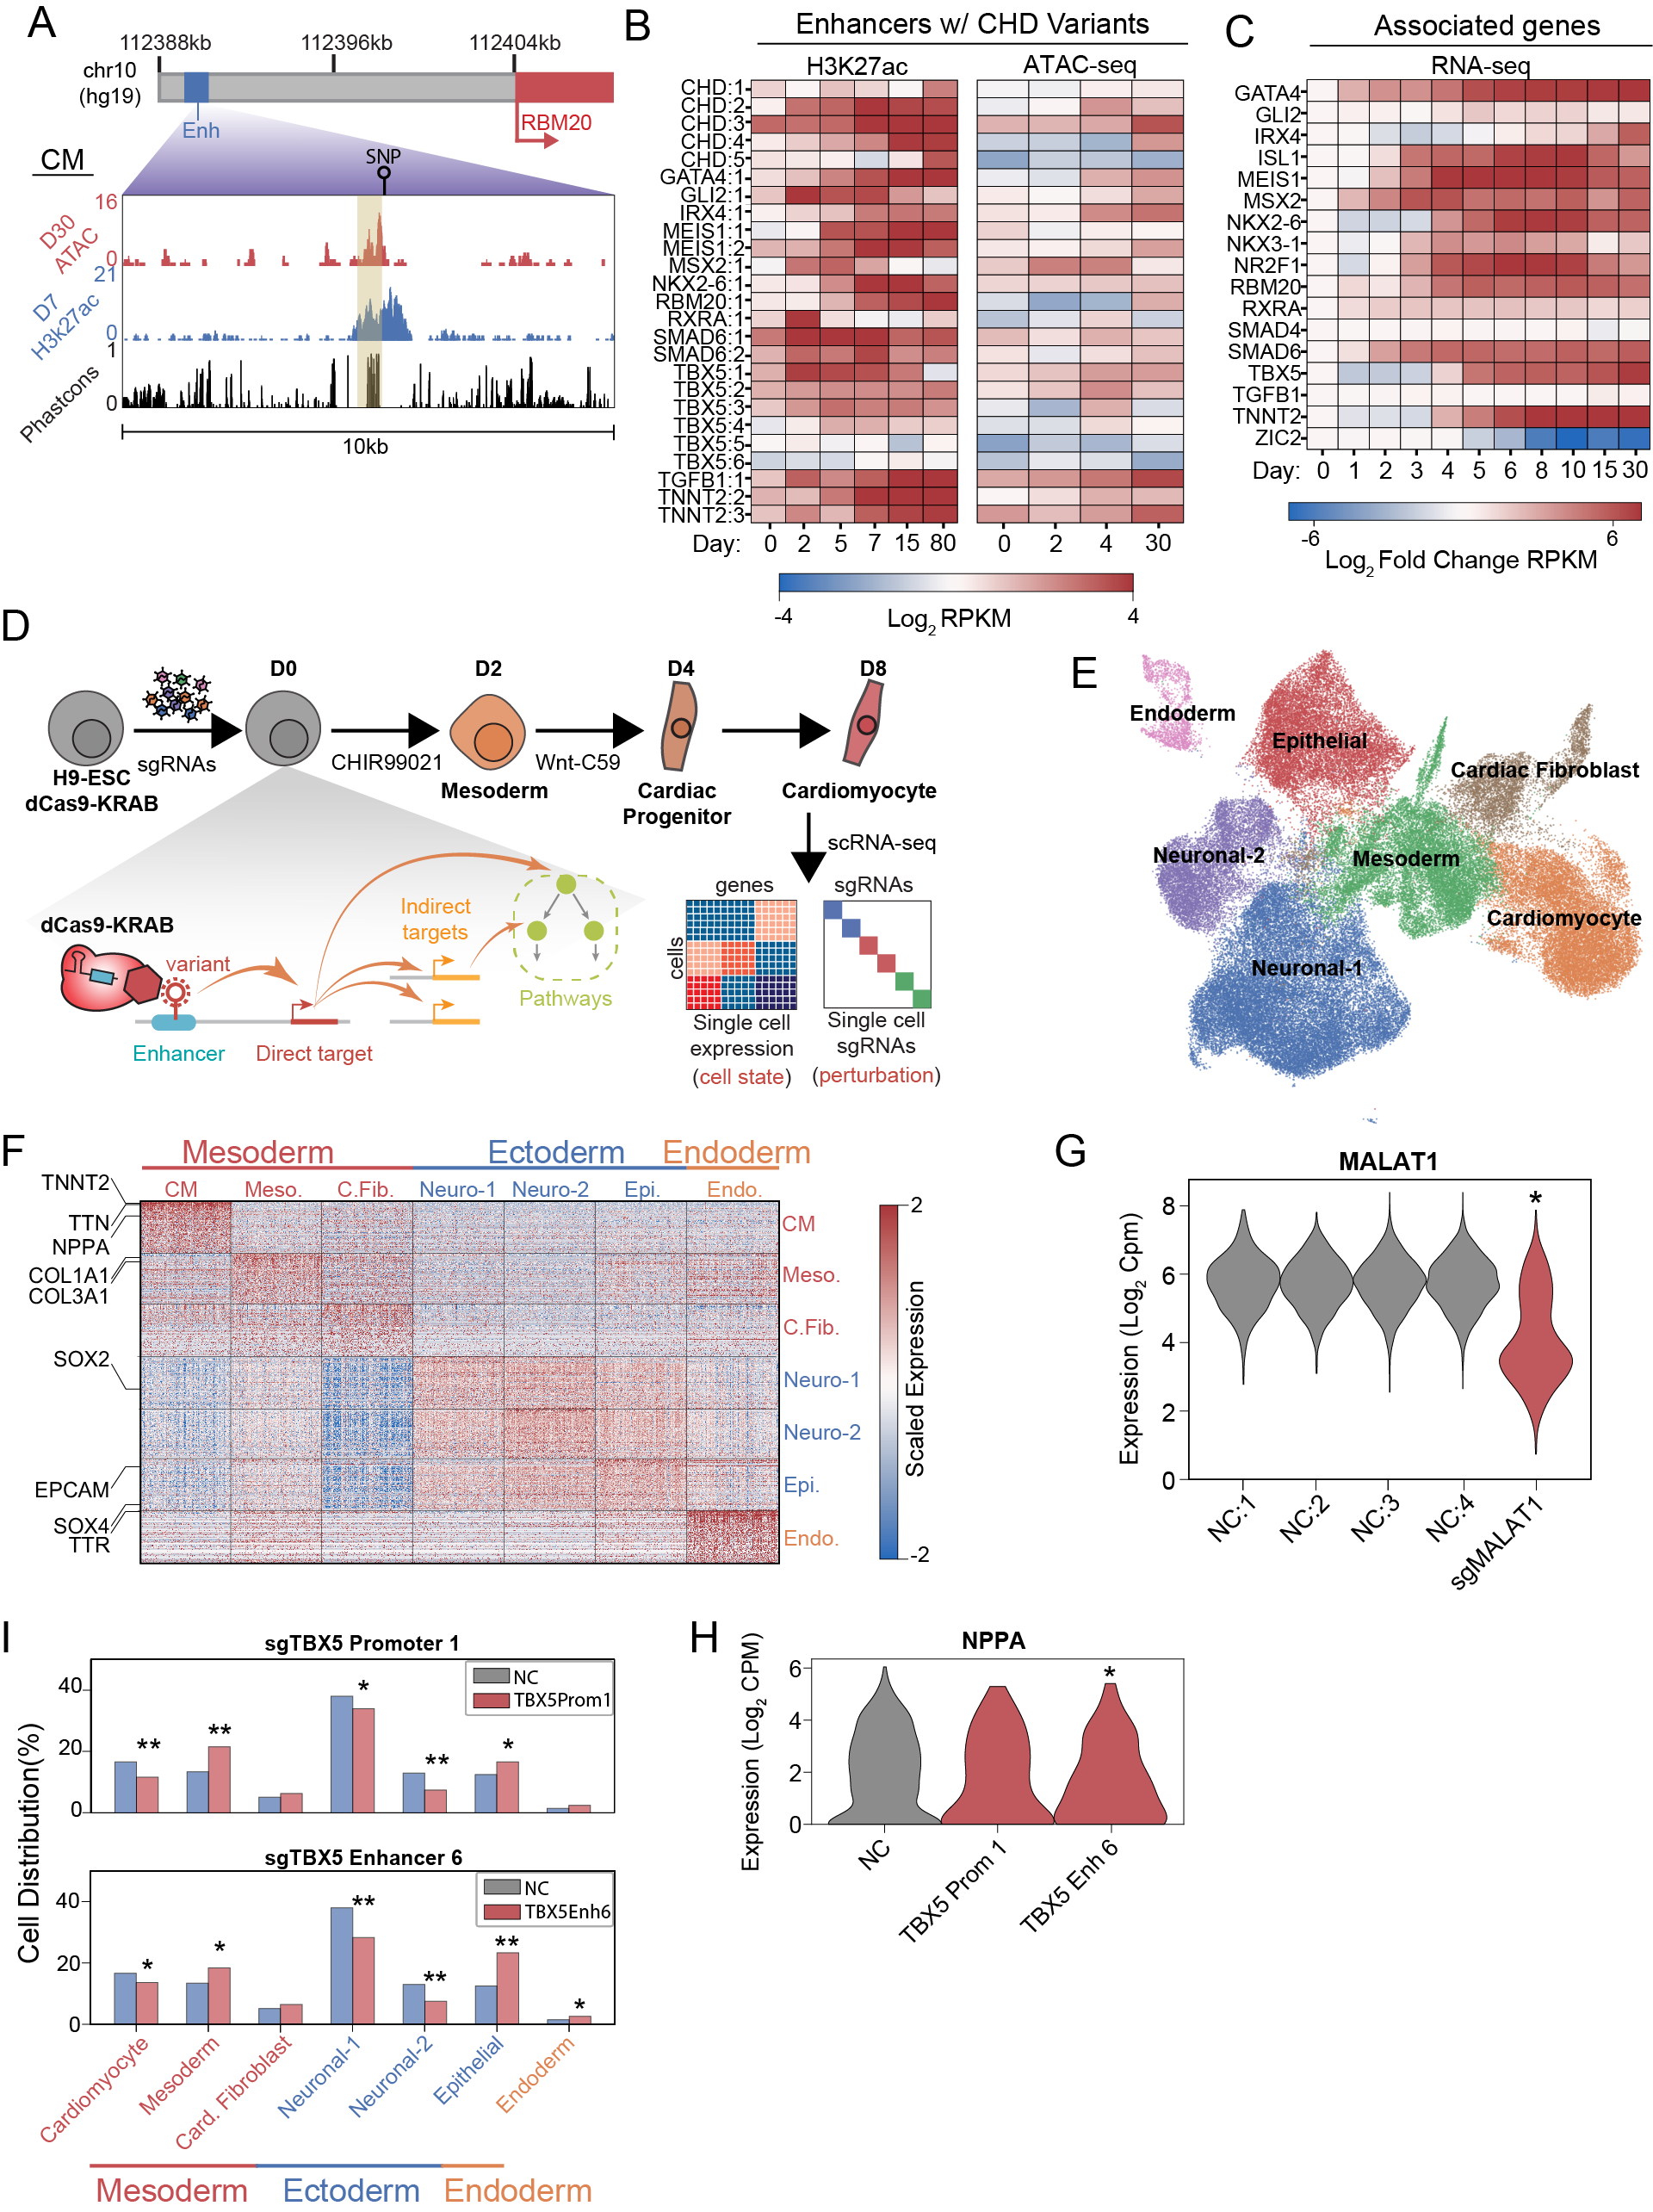 A
112388kb
112396kb
112404kb
chr10
(hg19)
Enh
RBM20
CM
SNP
16
0
D30
ATAC
21
0
D7
H3k27ac
1
0
Phastcons
10kb
B
Enhancers w/ CHD Variants
H3K27ac
ATAC-seq
CHD:1
CHD:2
CHD:3
CHD:4
CHD:5
GATA4:1
GLI2:1
IRX4:1
MEIS1:1
MEIS1:2
MSX2:1
NKX2-6:1
RBM20:1
RXRA:1
SMAD6:1
SMAD6:2
TBX5:1
TBX5:2
TBX5:3
TBX5:4
TBX5:5
TBX5:6
TGFB1:1
TNNT2:2
TNNT2:3
Day: 0 2 5 7 15 80 0 2 4 30
-4 4
Log2 RPKM
C
Associated genes
RNA-seq
GATA4
GLI2
IRX4
ISL1
MEIS1
MSX2
NKX2-6
NKX3-1
NR2F1
RBM20
RXRA
SMAD4
SMAD6
TBX5
TGFB1
TNNT2
ZIC2
Day: 0 1 2 3 4 5 6 8 10 15 30
-6 6
Log2 Fold Change RPKM
D
D0
D2
D4
D8
sgRNAs
CHIR99021
Wnt-C59
H9-ESC
dCas9-KRAB
Mesoderm
Cardiac
Progenitor
Cardiomyocyte
scRNA-seq
dCas9-KRAB
variant
Enhancer
Direct target
Indirect
targets
Pathways
genes
cells
Single cell
expression
(cell state)
sgRNAs
Single cell
sgRNAs
(perturbation)
E
Endoderm
Epithelial
Cardiac Fibroblast
Neuronal-2
Mesoderm
Cardiomyocyte
Neuronal-1
F
Mesoderm
Ectoderm
Endoderm
CM
Meso.
C.Fib.
Neuro-1
Neuro-2
Epi.
Endo.
TNNT2
TTN
NPPA
COL1A1
COL3A1
SOX2
EPCAM
SOX4
TTR
CM
Meso.
C.Fib.
Neuro-1
Neuro-2
Epi.
Endo.
2
-2
Scaled Expression
G
MALAT1
*
8
6
4
2
0
Expression (Log2 Cpm)
NC:1
NC:2
NC:3
NC:4
sgMALAT1
I
sgTBX5 Promoter 1
NC
TBX5Prom1
40
20
0
**
**
*
**
*
sgTBX5 Enhancer 6
NC
TBX5Enh6
40
20
0
*
*
**
**
**
*
Cell Distribution(%)
Cardiomyocyte
Mesoderm
Card. Fibroblast
Neuronal-1
Neuronal-2
Epithelial
Endoderm
Mesoderm
Ectoderm
Endoderm
H
NPPA
*
6
4
2
0
Expression (Log2 CPM)
NC
TBX5 Prom 1
TBX5 Enh 6